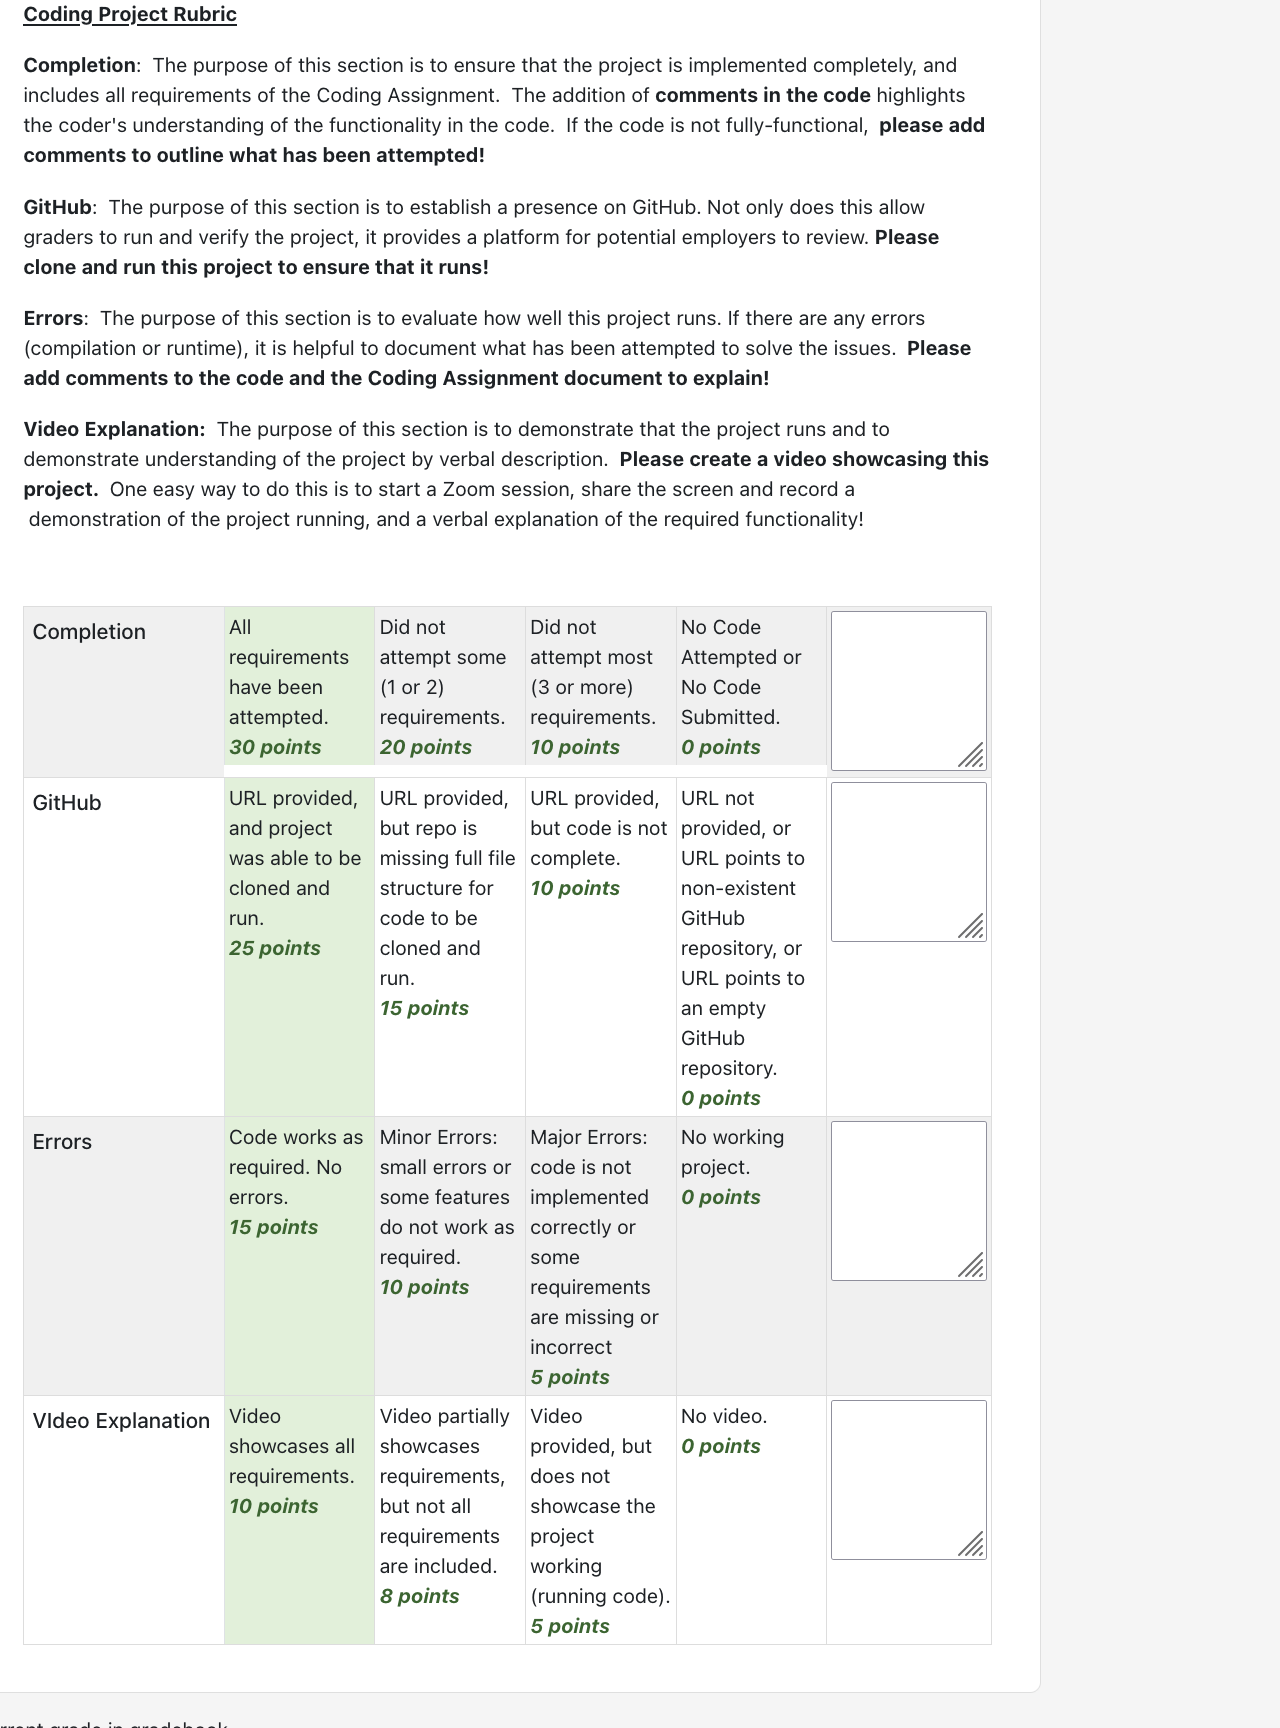 Coding Project Rubric
Completion:  The purpose of this section is to ensure that the project is implemented completely, and
includes all requirements of the Coding Assignment.  The addition of comments in the code highlights
the coder's understanding of the functionality in the code.  If the code is not fully-functional,  please add
comments to outline what has been attempted!
GitHub:  The purpose of this section is to establish a presence on GitHub. Not only does this allow
graders to run and verify the project, it provides a platform for potential employers to review. Please
clone and run this project to ensure that it runs!
Errors:  The purpose of this section is to evaluate how well this project runs. If there are any errors
(compilation or runtime), it is helpful to document what has been attempted to solve the issues.  Please
add comments to the code and the Coding Assignment document to explain!
Video Explanation:  The purpose of this section is to demonstrate that the project runs and to
demonstrate understanding of the project by verbal description.  Please create a video showcasing this
project.  One easy way to do this is to start a Zoom session, share the screen and record a
demonstration of the project running, and a verbal explanation of the required functionality!
Completion
All
requirements
have been
attempted.
30 points
Did not
attempt some
(1 or 2)
requirements.
20 points
Did not
attempt most
(3 or more)
requirements.
10 points
No Code
Attempted or
No Code
Submitted.
0 points
GitHub
URL provided,
and project
was able to be
cloned and
run.
25 points
URL provided,
but repo is
missing full file
structure for
code to be
cloned and
run.
15 points
URL provided,
but code is not
complete.
10 points
URL not
provided, or
URL points to
non-existent
GitHub
repository, or
URL points to
an empty
GitHub
repository.
0 points
Errors
Code works as
required. No
errors.
15 points
Minor Errors:
small errors or
some features
do not work as
required.
10 points
Major Errors:
code is not
implemented
correctly or
some
requirements
are missing or
incorrect
5 points
No working
project.
0 points
VIdeo Explanation
Video
showcases all
requirements.
10 points
Video partially
showcases
requirements,
but not all
requirements
are included.
8 points
Video
provided, but
does not
showcase the
project
working
(running code).
5 points
No video.
0 points
grade in gradebook